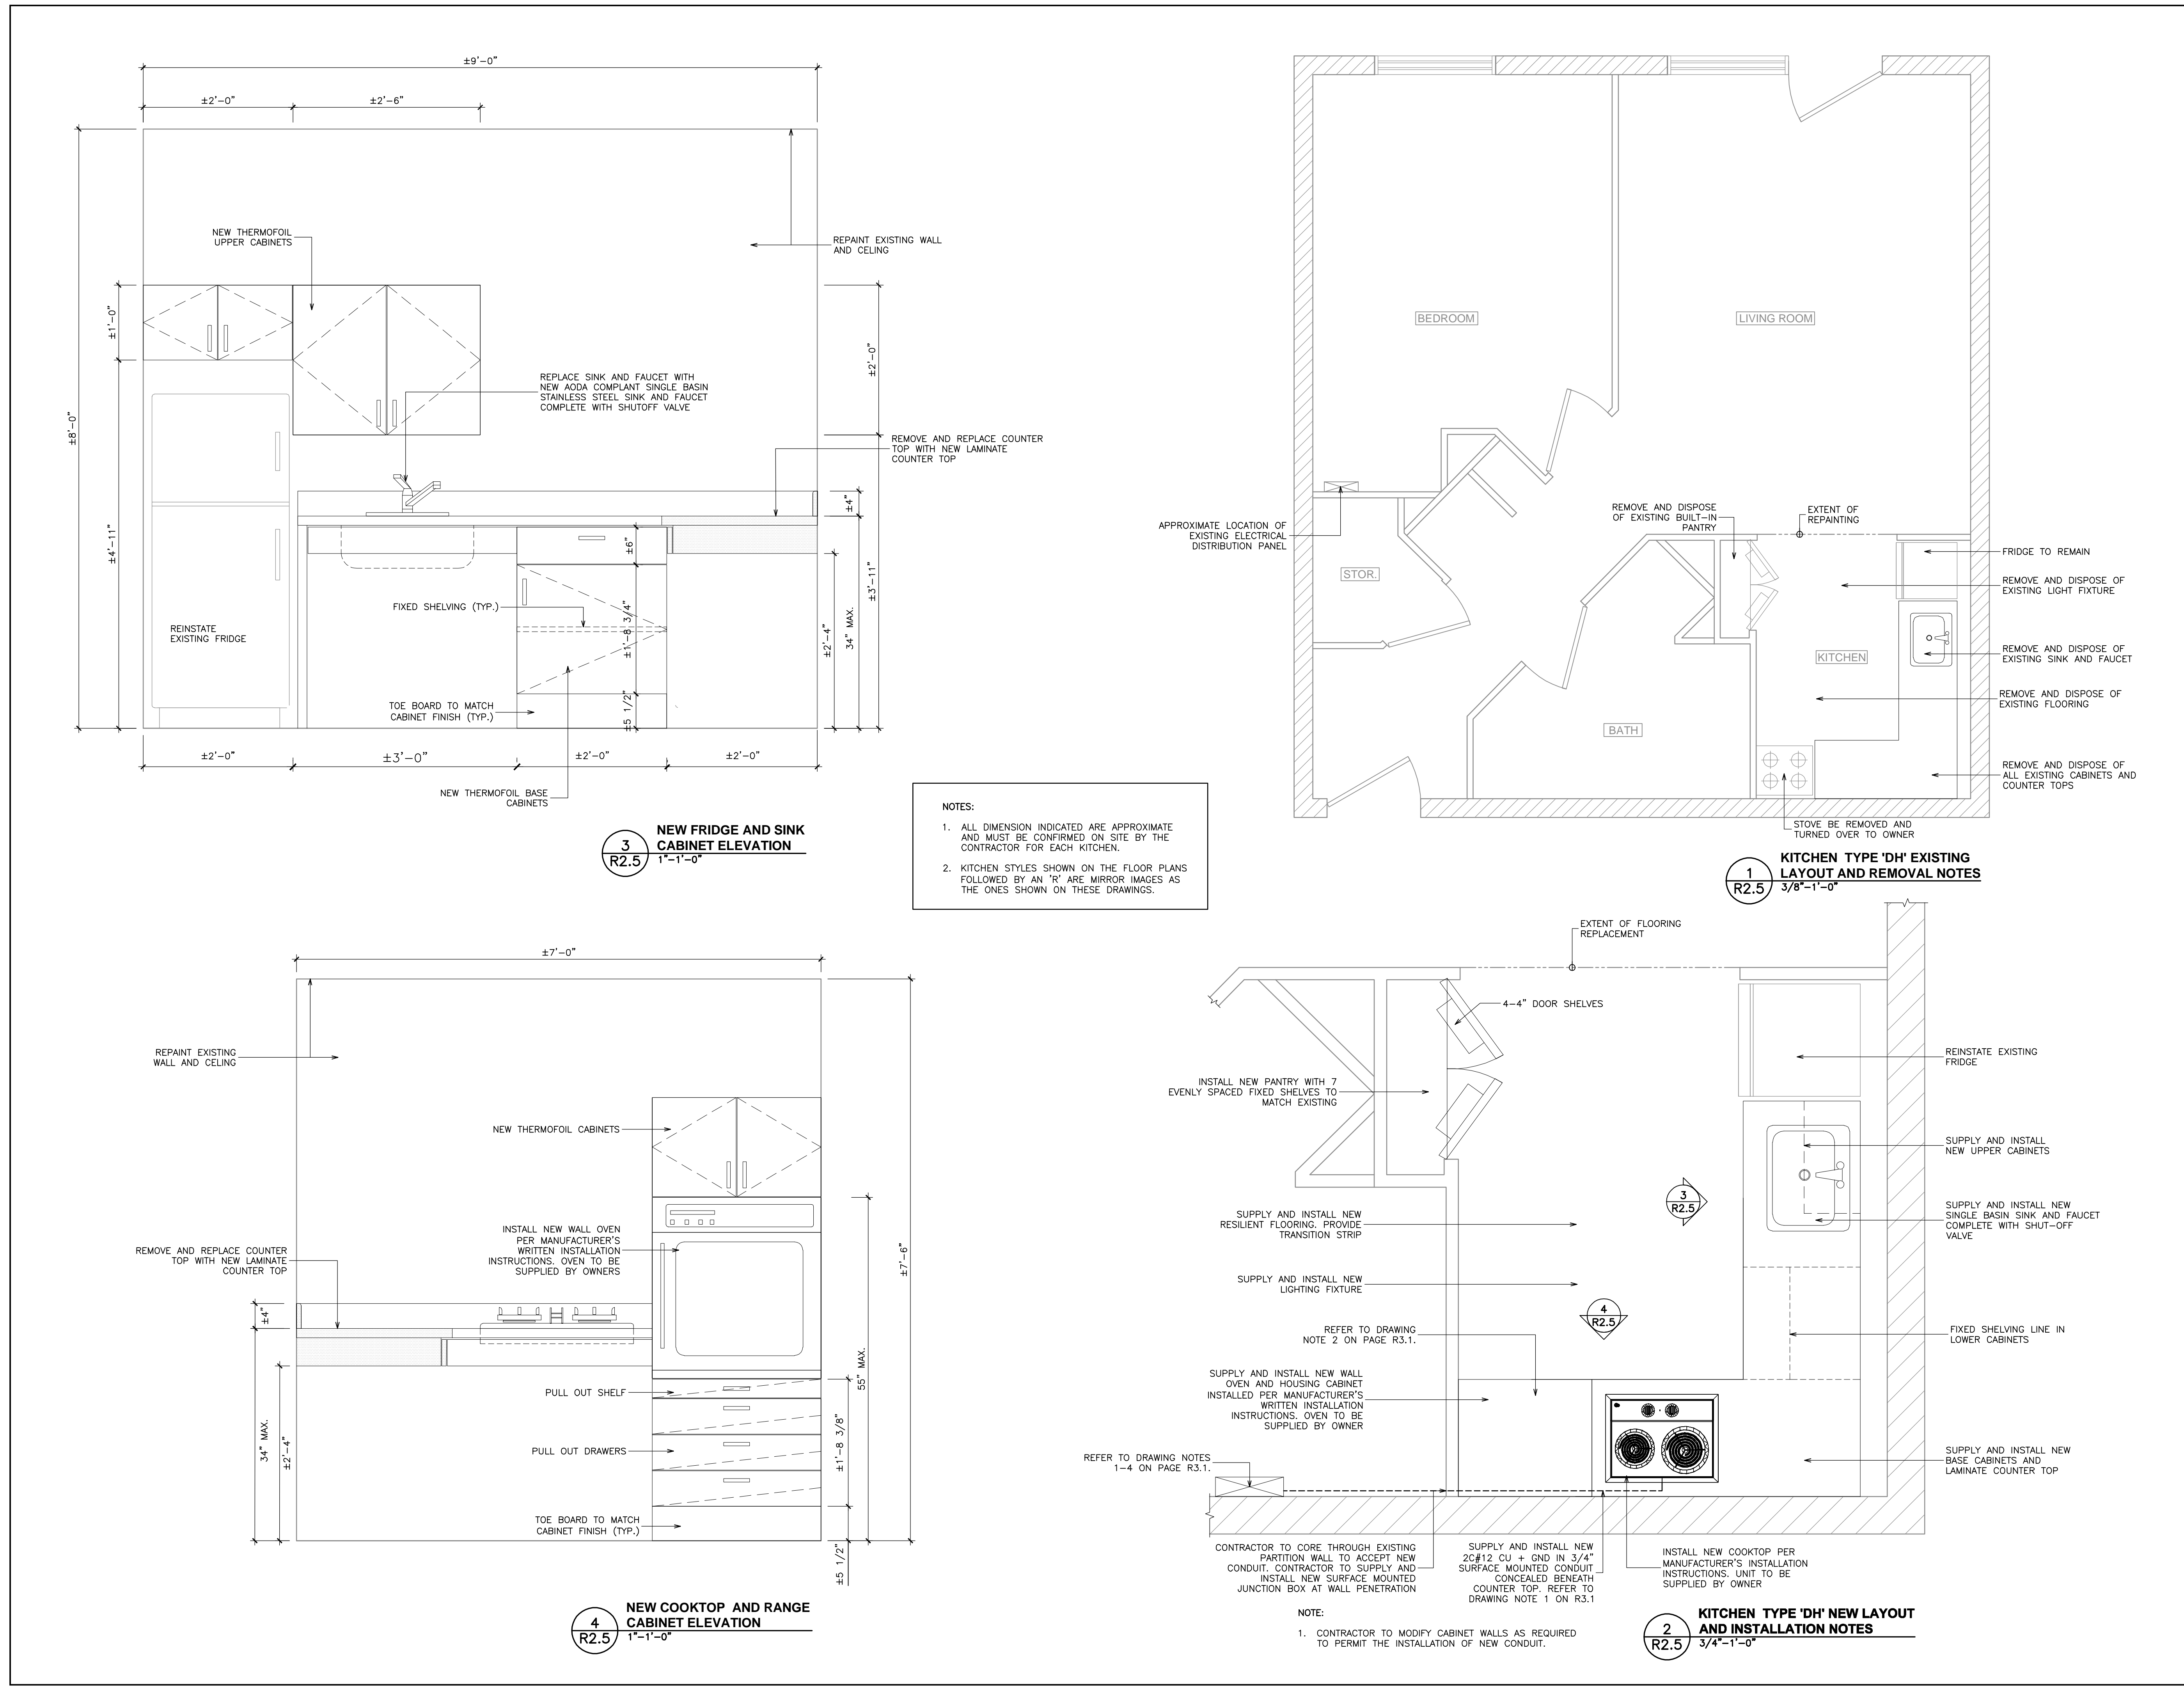 ±9'-0"
±2'-0"
±2'-6"
±8'-0"
NEW THERMOFOIL
UPPER CABINETS
REPAINT EXISTING WALL
AND CELING
±1'-0"
±4'-11"
±2'-0"
REPLACE SINK AND FAUCET WITH
NEW AODA COMPLANT SINGLE BASIN
STAINLESS STEEL SINK AND FAUCET
COMPLETE WITH SHUTOFF VALVE
REMOVE AND REPLACE COUNTER
TOP WITH NEW LAMINATE
COUNTER TOP
±4"
±6"
±3'-11"
FIXED SHELVING (TYP.)
±1'-8 3/4"
±2'-4"
34" MAX.
REINSTATE
EXISTING FRIDGE
TOE BOARD TO MATCH
CABINET FINISH (TYP.)
±5 1/2"
±2'-0"
±3'-0"
±2'-0"
±2'-0"
NEW THERMOFOIL BASE
CABINETS
3
R2.5
NEW FRIDGE AND SINK
CABINET ELEVATION
1"-1'-0"
NOTES:
1. ALL DIMENSION INDICATED ARE APPROXIMATE
AND MUST BE CONFIRMED ON SITE BY THE
CONTRACTOR FOR EACH KITCHEN.
2. KITCHEN STYLES SHOWN ON THE FLOOR PLANS
FOLLOWED BY AN 'R' ARE MIRROR IMAGES AS
THE ONES SHOWN ON THESE DRAWINGS.
BEDROOM
LIVING ROOM
APPROXIMATE LOCATION OF
EXISTING ELECTRICAL
DISTRIBUTION PANEL
REMOVE AND DISPOSE
OF EXISTING BUILT-IN
PANTRY
EXTENT OF
REPAINTING
STOR.
FRIDGE TO REMAIN
REMOVE AND DISPOSE OF
EXISTING LIGHT FIXTURE
KITCHEN
REMOVE AND DISPOSE OF
EXISTING SINK AND FAUCET
REMOVE AND DISPOSE OF
EXISTING FLOORING
BATH
REMOVE AND DISPOSE OF
ALL EXISTING CABINETS AND
COUNTER TOPS
STOVE BE REMOVED AND
TURNED OVER TO OWNER
1
R2.5
KITCHEN TYPE 'DH' EXISTING
LAYOUT AND REMOVAL NOTES
3/8"-1'-0"
±7'-0"
REPAINT EXISTING
WALL AND CELING
NEW THERMOFOIL CABINETS
INSTALL NEW WALL OVEN
PER MANUFACTURER'S
WRITTEN INSTALLATION
INSTRUCTIONS. OVEN TO BE
SUPPLIED BY OWNERS
REMOVE AND REPLACE COUNTER
TOP WITH NEW LAMINATE
COUNTER TOP
±7'-6"
±4"
55" MAX.
PULL OUT SHELF
34" MAX.
±2'-4"
PULL OUT DRAWERS
±1'-8 3/8"
TOE BOARD TO MATCH
CABINET FINISH (TYP.)
±5 1/2"
4
R2.5
NEW COOKTOP AND RANGE
CABINET ELEVATION
1"-1'-0"
EXTENT OF FLOORING
REPLACEMENT
4-4" DOOR SHELVES
INSTALL NEW PANTRY WITH 7
EVENLY SPACED FIXED SHELVES TO
MATCH EXISTING
REINSTATE EXISTING
FRIDGE
SUPPLY AND INSTALL
NEW UPPER CABINETS
3
R2.5
SUPPLY AND INSTALL NEW
RESILIENT FLOORING. PROVIDE
TRANSITION STRIP
SUPPLY AND INSTALL NEW
SINGLE BASIN SINK AND FAUCET
COMPLETE WITH SHUT-OFF
VALVE
SUPPLY AND INSTALL NEW
LIGHTING FIXTURE
4
R2.5
REFER TO DRAWING
NOTE 2 ON PAGE R3.1.
FIXED SHELVING LINE IN
LOWER CABINETS
SUPPLY AND INSTALL NEW WALL
OVEN AND HOUSING CABINET
INSTALLED PER MANUFACTURER'S
WRITTEN INSTALLATION
INSTRUCTIONS. OVEN TO BE
SUPPLIED BY OWNER
REFER TO DRAWING NOTES
1-4 ON PAGE R3.1.
SUPPLY AND INSTALL NEW
BASE CABINETS AND
LAMINATE COUNTER TOP
CONTRACTOR TO CORE THROUGH EXISTING
PARTITION WALL TO ACCEPT NEW
CONDUIT. CONTRACTOR TO SUPPLY AND
INSTALL NEW SURFACE MOUNTED
JUNCTION BOX AT WALL PENETRATION
SUPPLY AND INSTALL NEW
2C#12 CU + GND IN 3/4"
SURFACE MOUNTED CONDUIT
CONCEALED BENEATH
COUNTER TOP. REFER TO
DRAWING NOTE 1 ON R3.1
INSTALL NEW COOKTOP PER
MANUFACTURER'S INSTALLATION
INSTRUCTIONS. UNIT TO BE
SUPPLIED BY OWNER
NOTE:
1. CONTRACTOR TO MODIFY CABINET WALLS AS REQUIRED
TO PERMIT THE INSTALLATION OF NEW CONDUIT.
2
R2.5
KITCHEN TYPE 'DH' NEW LAYOUT
AND INSTALLATION NOTES
3/4"-1'-0"